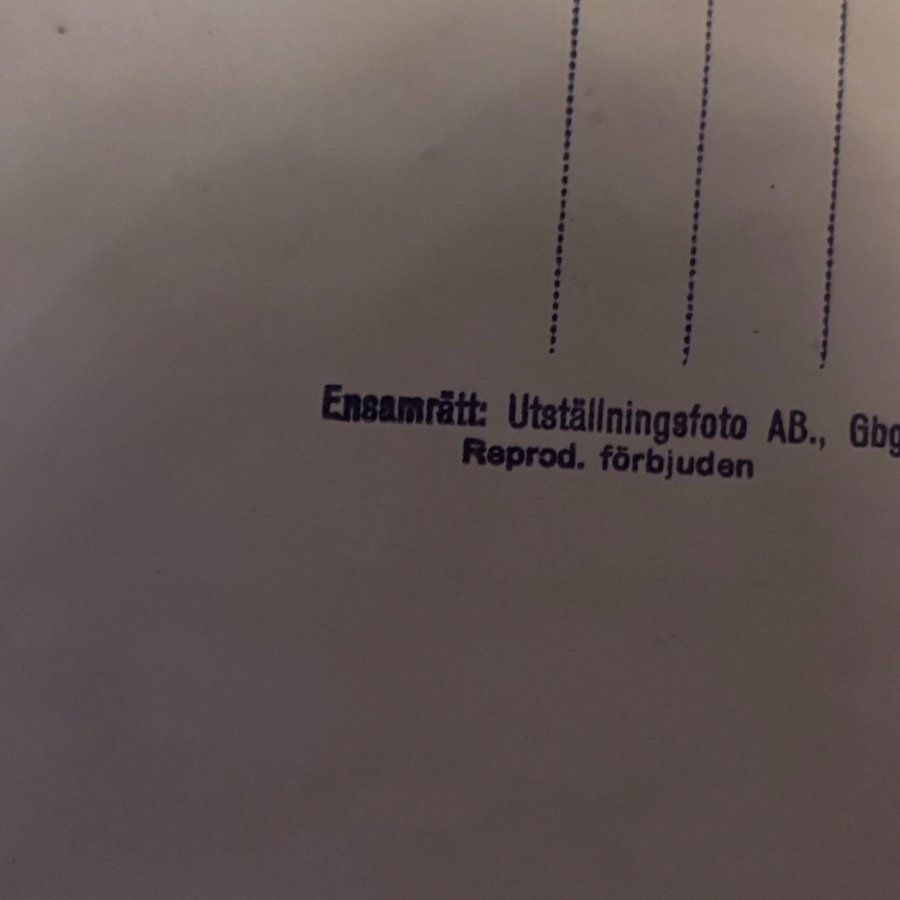 Ensamrätt: Utställningsfoto AB., Gbg
Reprod. förbjuden